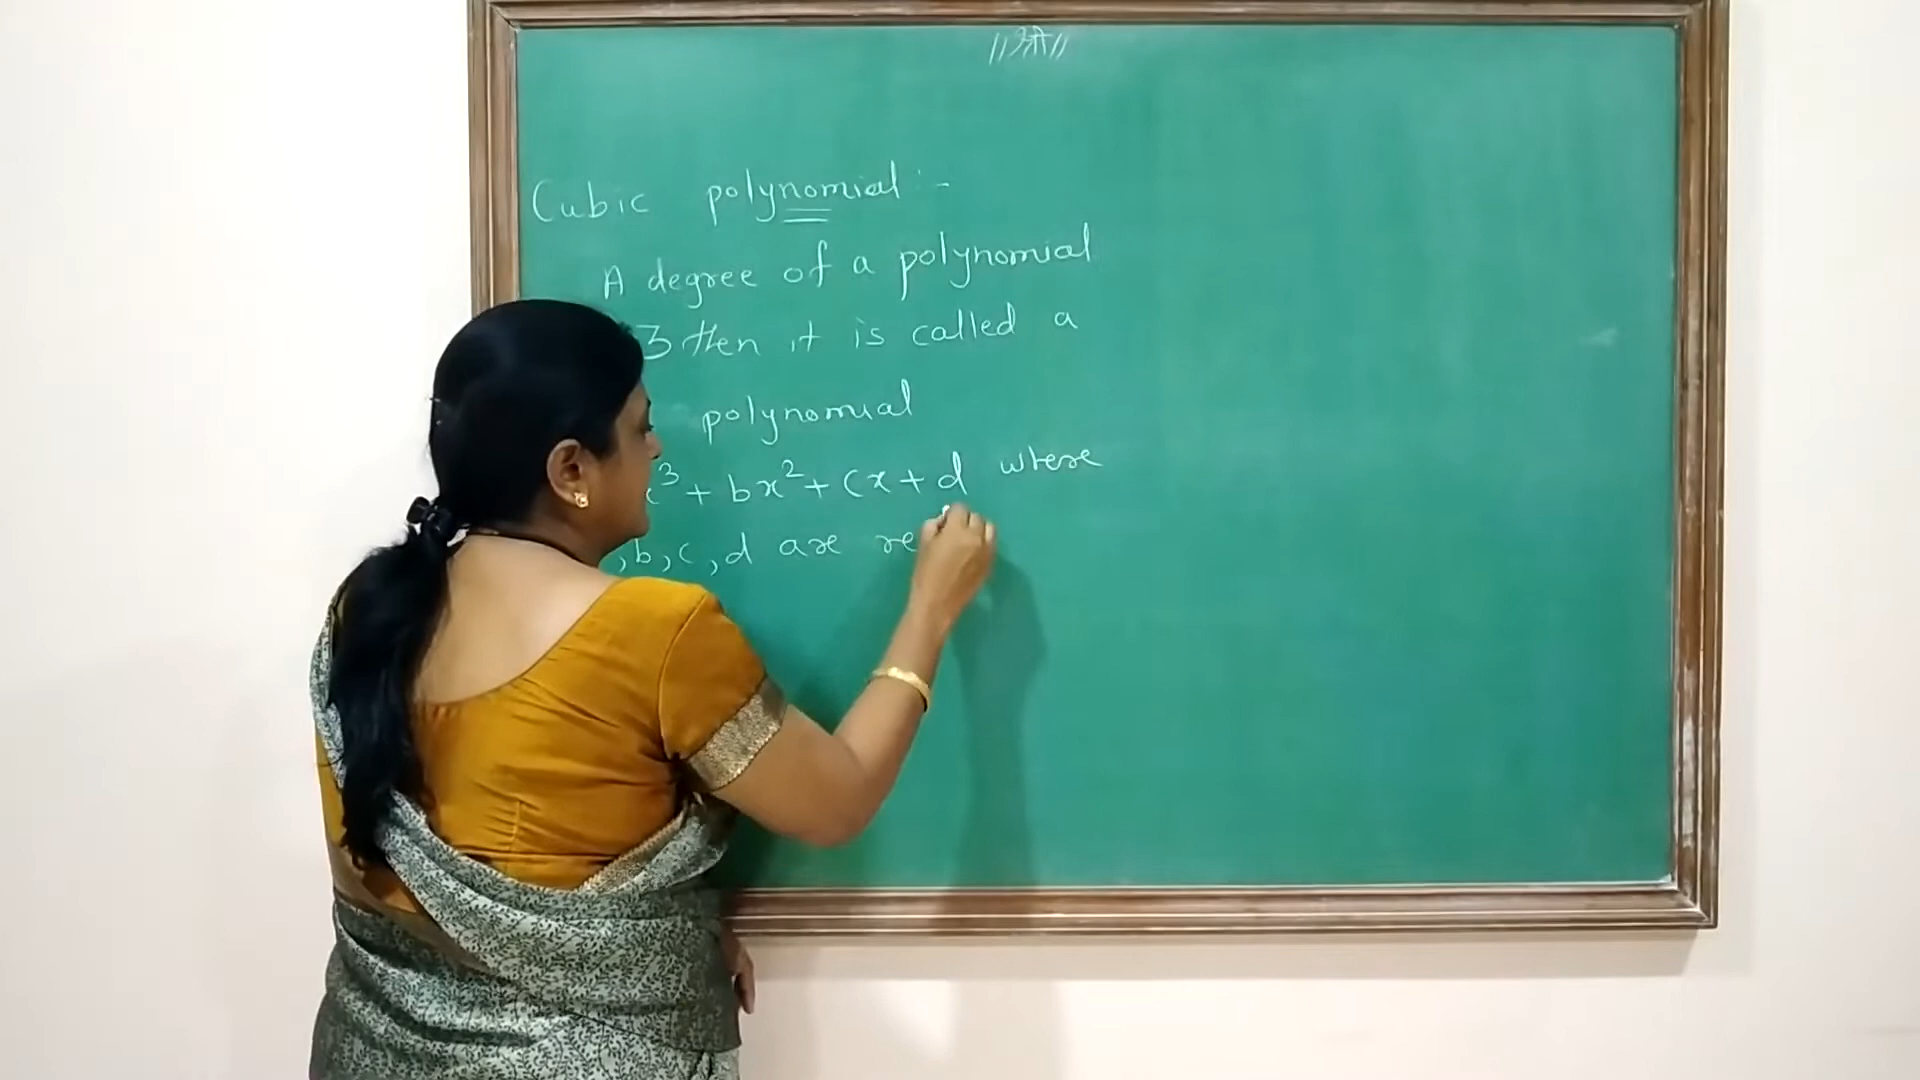 //श्री//
Cubic polynomial :-
A degree of a polynomial
3 then it is called a
polynomial
x³ + bx² + cx + d where
,b,c,d are re